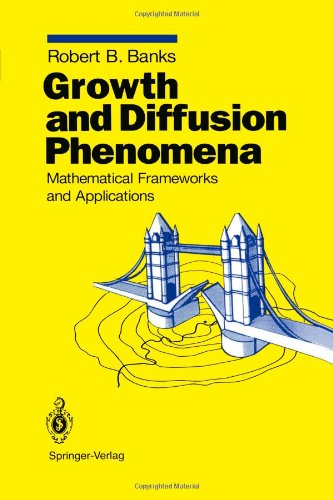 Robert B. Banks
Growth
and Diffusion
Phenomena
Mathematical Frameworks
and Applications
Springer-Verlag